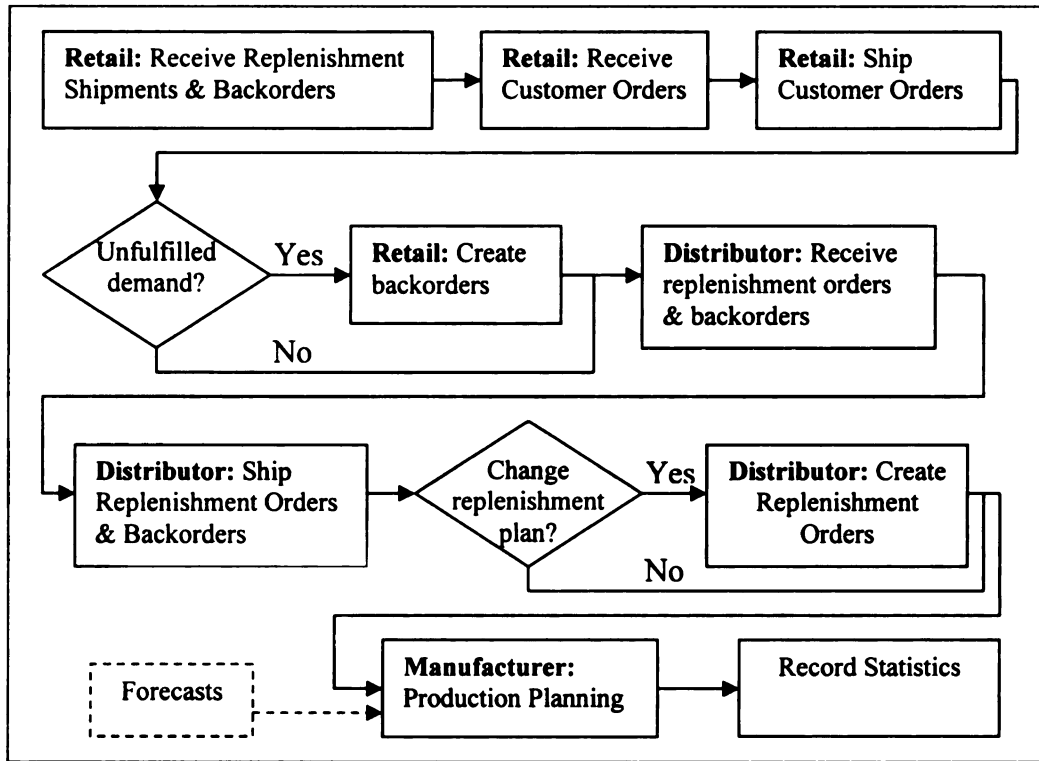 Retail: Receive Replenishment
Shipments & Backorders
Retail: Receive
Customer Orders
Retail: Ship
Customer Orders
Unfulfilled
demand?
Yes
Retail: Create
backorders
Distributor: Receive
replenishment orders
& backorders
No
Distributor: Ship
Replenishment Orders
& Backorders
Change
replenishment
plan?
Yes
Distributor: Create
Replenishment
Orders
No
Forecasts
Manufacturer:
Production Planning
Record Statistics